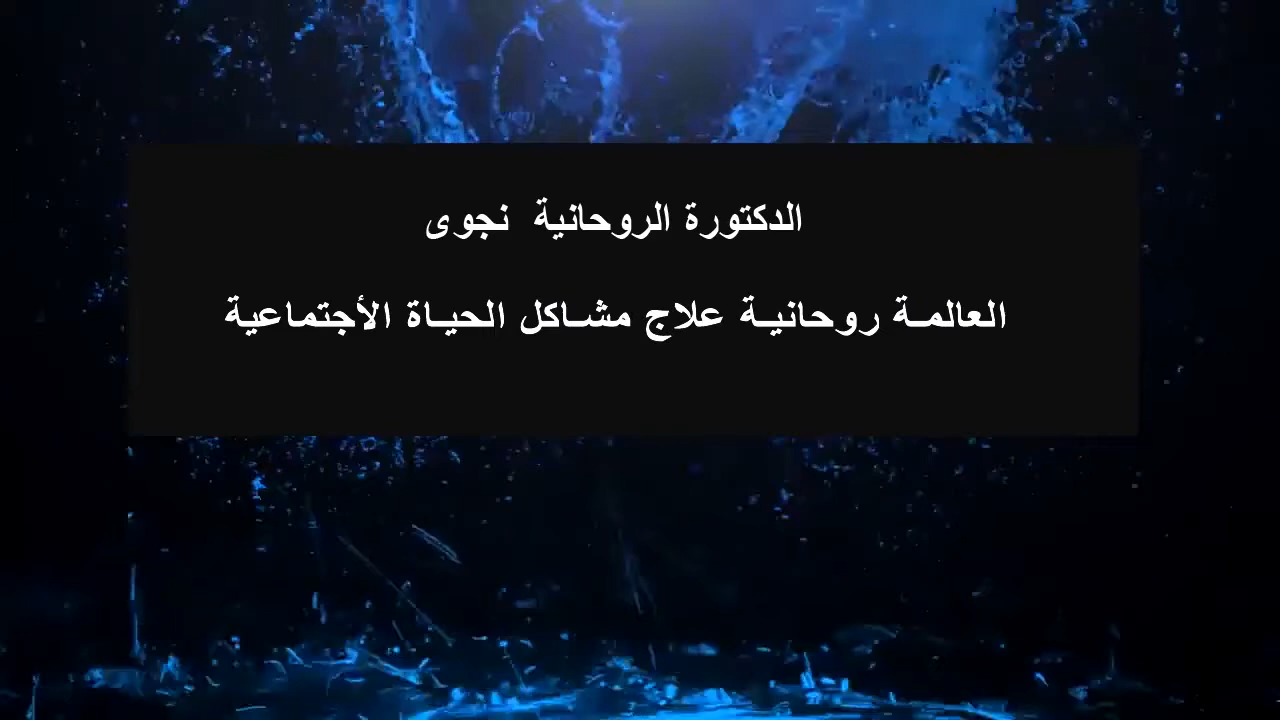 الدكتورة الروحانية نجوى
العالمـة روحانيـة علاج مشـاكل الحيـاة الأجتماعية